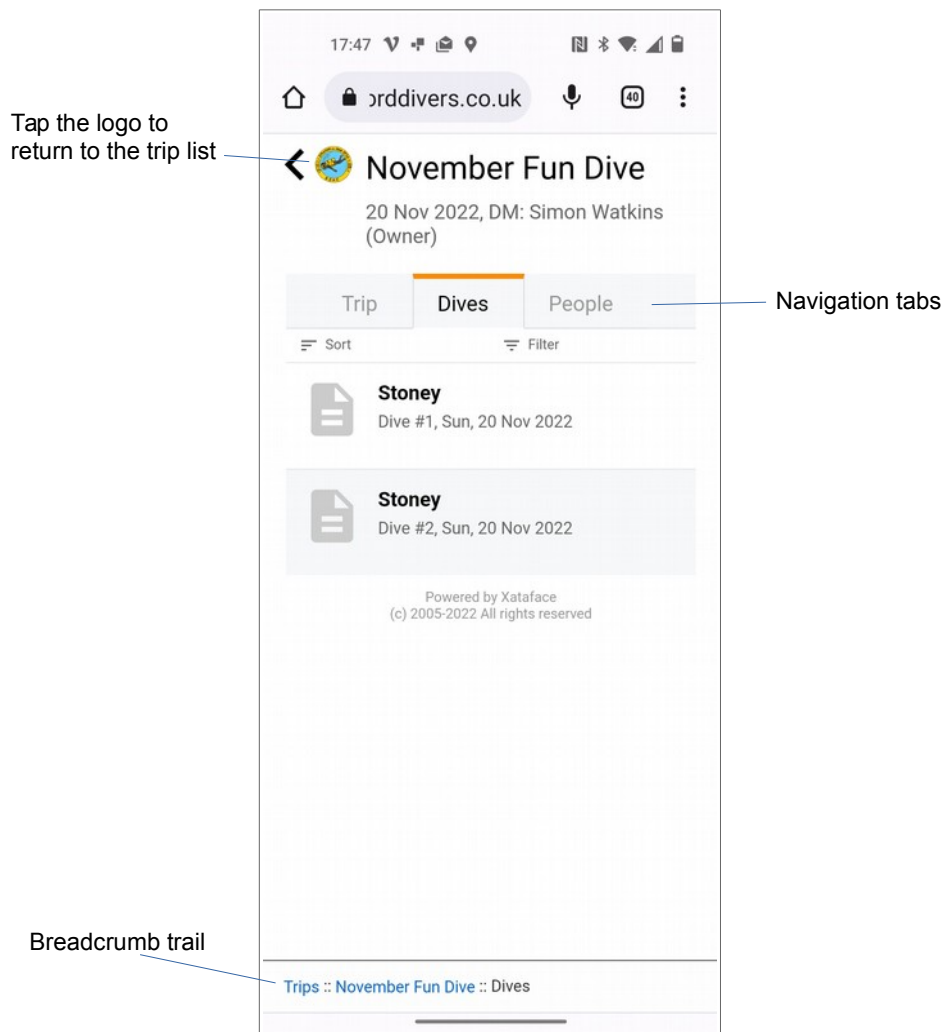 17:47
orddivers.co.uk
40
Tap the logo to
return to the trip list
November Fun Dive
20 Nov 2022, DM: Simon Watkins
(Owner)
Trip Dives People
Navigation tabs
Sort Filter
Stoney
Dive #1, Sun, 20 Nov 2022
Stoney
Dive #2, Sun, 20 Nov 2022
Powered by Xataface
(c) 2005-2022 All rights reserved
Breadcrumb trail
Trips :: November Fun Dive :: Dives